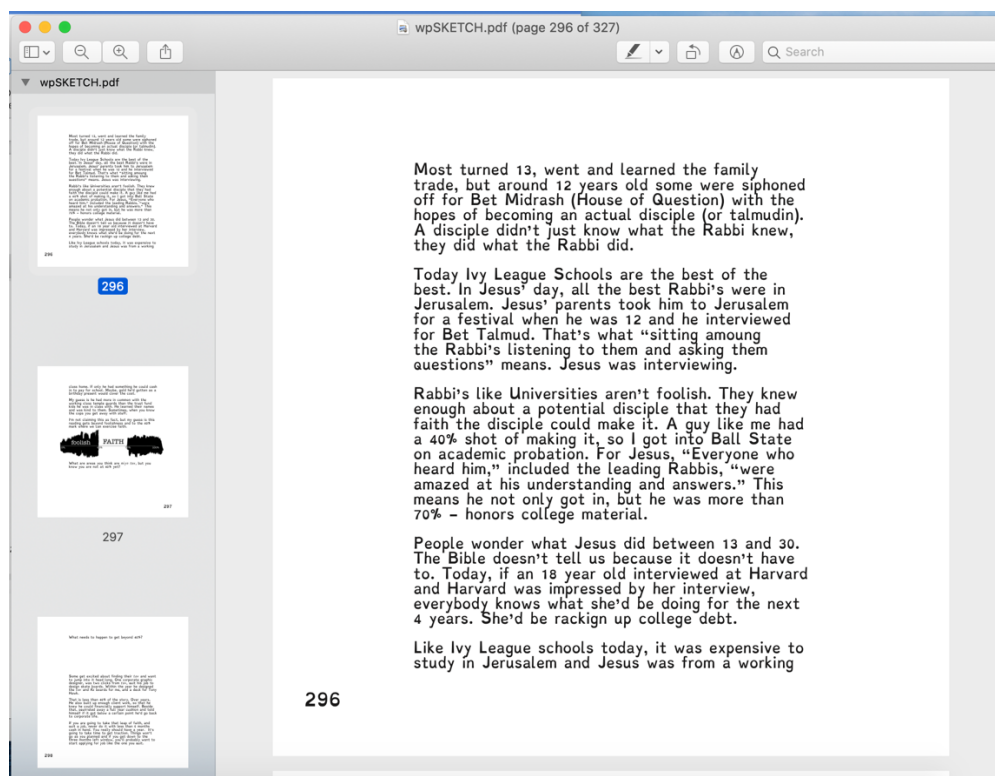 wpSKETCH.pdf (page 296 of 327)
Search
wpSKETCH.pdf
296
297
Most turned 13, went and learned the family
trade, but around 12 years old some were siphoned
off for Bet Midrash (House of Question) with the
hopes of becoming an actual disciple (or talmudin).
A disciple didn't just know what the Rabbi knew,
they did what the Rabbi did.
Today Ivy League Schools are the best of the
best. In Jesus' day, all the best Rabbi's were in
Jerusalem. Jesus' parents took him to Jerusalem
for a festival when he was 12 and he interviewed
for Bet Talmud. That's what "sitting amoung
the Rabbi's listening to them and asking them
questions" means. Jesus was interviewing.
Rabbi's like Universities aren't foolish. They knew
enough about a potential disciple that they had
faith the disciple could make it. A guy like me had
a 40% shot of making it, so I got into Ball State
on academic probation. For Jesus, "Everyone who
heard him," included the leading Rabbis, "were
amazed at his understanding and answers." This
means he not only got in, but he was more than
70% – honors college material.
People wonder what Jesus did between 13 and 30.
The Bible doesn't tell us because it doesn't have
to. Today, if an 18 year old interviewed at Harvard
and Harvard was impressed by her interview,
everybody knows what she'd be doing for the next
4 years. She'd be rackign up college debt.
Like Ivy League schools today, it was expensive to
study in Jerusalem and Jesus was from a working
296
foolish FAITH
297
What needs to happen to get beyond 40%?
298